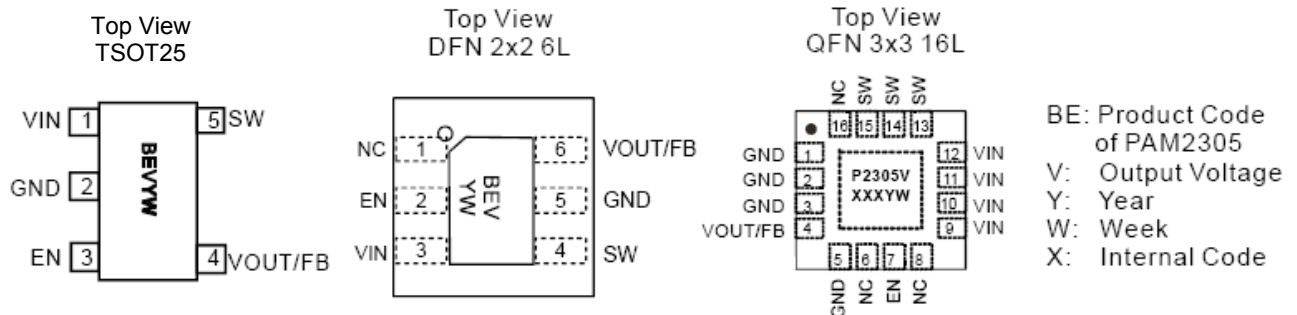 Top View
TSOT25
VIN 1
5 SW
GND 2
EN 3
4 VOUT/FB
BEVYW
Top View
DFN 2x2 6L
NC 1
6 VOUT/FB
EN 2
5 GND
VIN 3
4 SW
BEV
YW
Top View
QFN 3x3 16L
NC SW SW SW
16 15 14 13
GND 1
12 VIN
GND 2
11 VIN
GND 3
10 VIN
VOUT/FB 4
9 VIN
P2305V
XXXYW
5 6 7 8
GND NC EN NC
BE: Product Code
of PAM2305
V: Output Voltage
Y: Year
W: Week
X: Internal Code